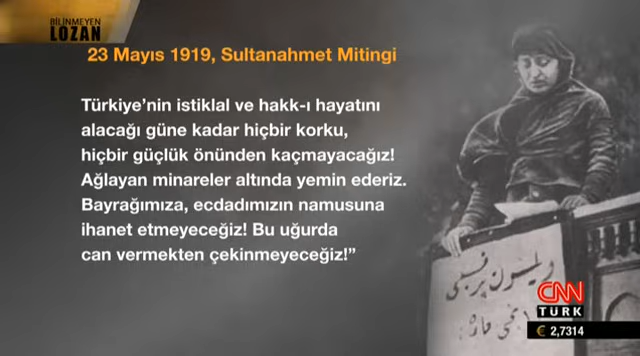 BİLİNMEYEN
LOZAN
23 Mayıs 1919, Sultanahmet Mitingi
Türkiye'nin istiklal ve hakk-ı hayatını
alacağı güne kadar hiçbir korku,
hiçbir güçlük önünden kaçmayacağız!
Ağlayan minareler altında yemin ederiz.
Bayrağımıza, ecdadımızın namusuna
ihanet etmeyeceğiz! Bu uğurda
can vermekten çekinmeyeceğiz!”
ويلسون
ماده
CNN
TÜRK
€ 2,7314